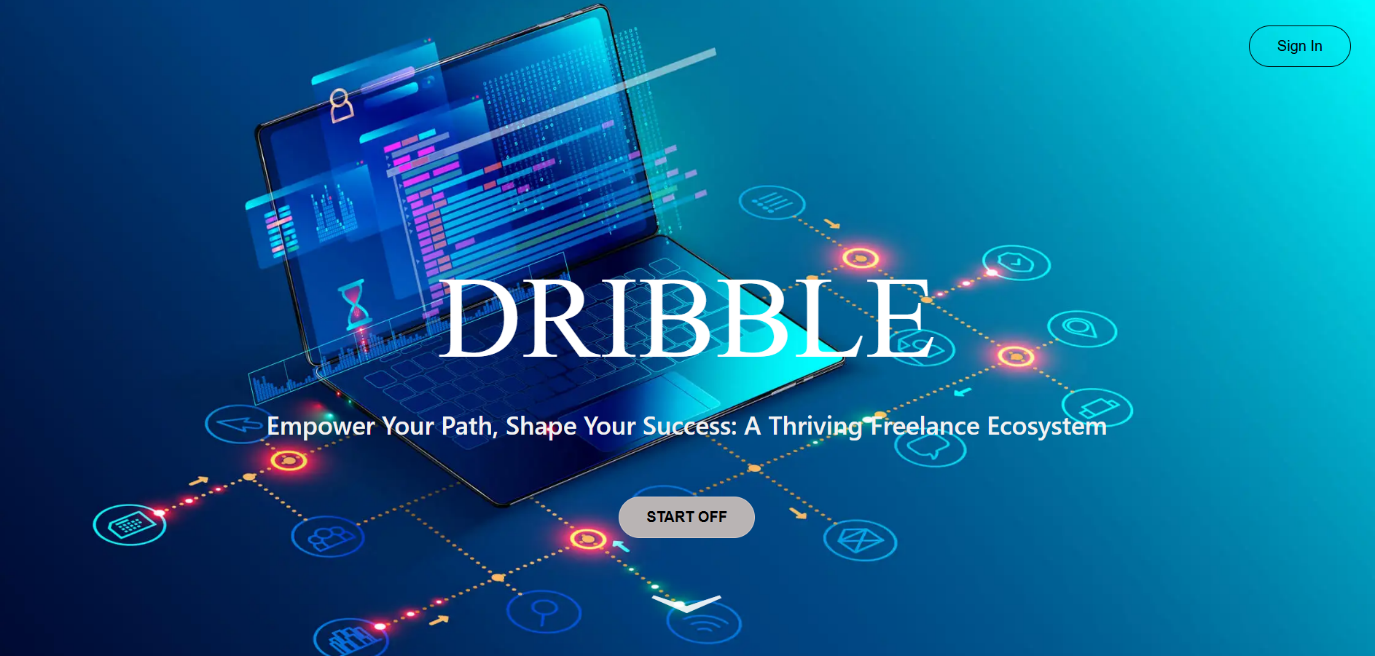 Sign In
DRIBBLE
Empower Your Path, Shape Your Success: A Thriving Freelance Ecosystem
START OFF